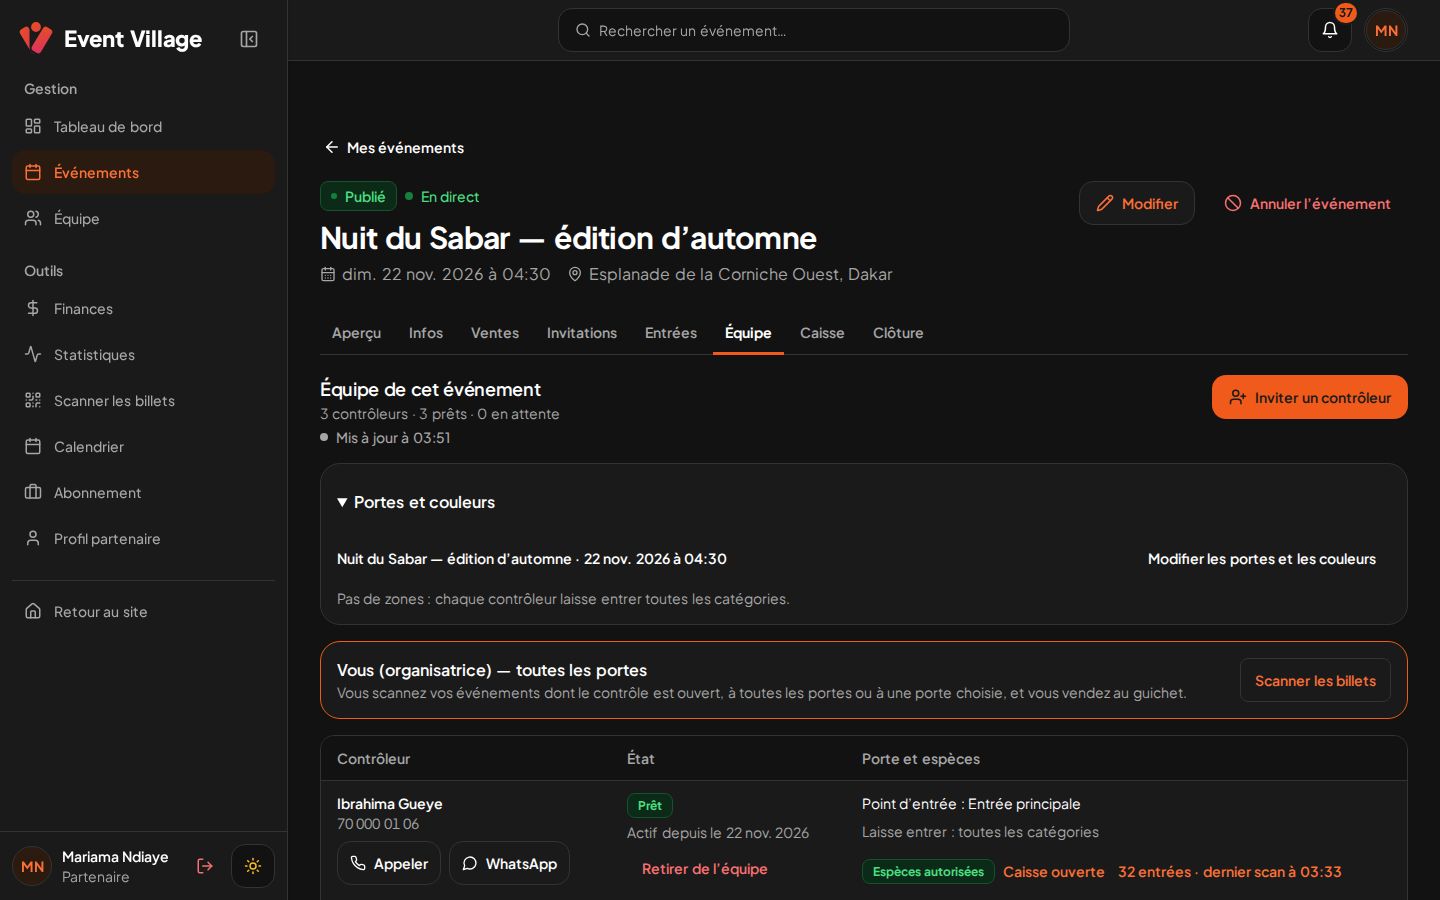 Event Village
Rechercher un événement...
37
MN
Gestion
Tableau de bord
Événements
Équipe
Outils
Finances
Statistiques
Scanner les billets
Calendrier
Abonnement
Profil partenaire
Retour au site
MN
Mariama Ndiaye
Partenaire
Mes événements
Publié
En direct
Modifier
Annuler l’événement
Nuit du Sabar — édition d’automne
dim. 22 nov. 2026 à 04:30
Esplanade de la Corniche Ouest, Dakar
Aperçu
Infos
Ventes
Invitations
Entrées
Équipe
Caisse
Clôture
Équipe de cet événement
3 contrôleurs · 3 prêts · 0 en attente
Mis à jour à 03:51
Inviter un contrôleur
Portes et couleurs
Nuit du Sabar — édition d’automne · 22 nov. 2026 à 04:30
Modifier les portes et les couleurs
Pas de zones : chaque contrôleur laisse entrer toutes les catégories.
Vous (organisatrice) — toutes les portes
Vous scannez vos événements dont le contrôle est ouvert, à toutes les portes ou à une porte choisie, et vous vendez au guichet.
Scanner les billets
Contrôleur
État
Porte et espèces
Ibrahima Gueye
70 000 01 06
Appeler
WhatsApp
Prêt
Actif depuis le 22 nov. 2026
Retirer de l’équipe
Point d’entrée : Entrée principale
Laisse entrer : toutes les catégories
Espèces autorisées
Caisse ouverte
32 entrées · dernier scan à 03:33